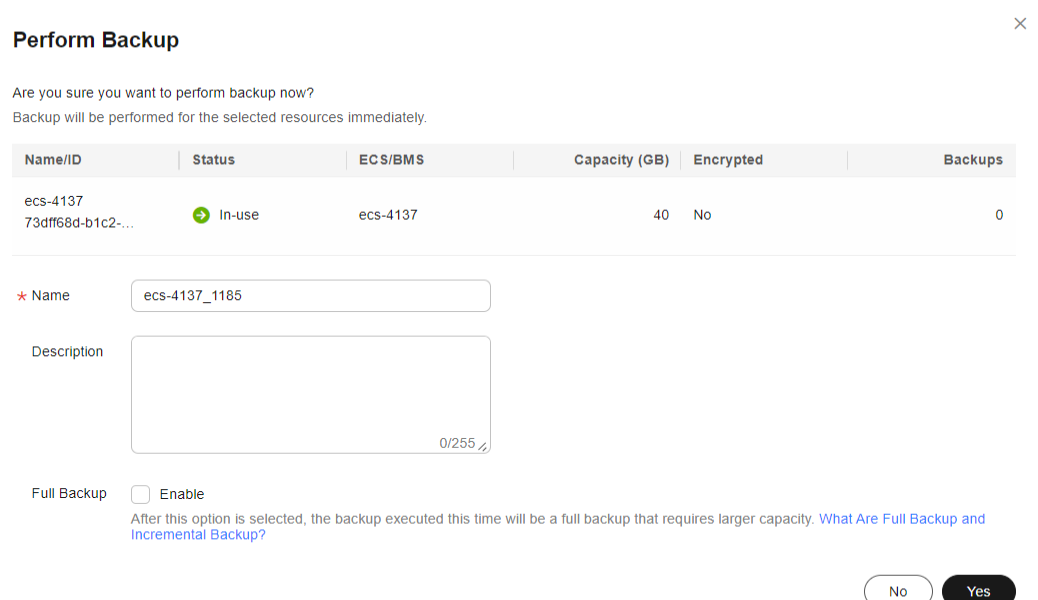 Perform Backup
Are you sure you want to perform backup now?
Backup will be performed for the selected resources immediately.
Name/ID Status ECS/BMS Capacity (GB) Encrypted Backups
ecs-4137
73dff68d-b1c2-...
In-use ecs-4137 40 No 0
* Name ecs-4137_1185
Description
0/255
Full Backup Enable
After this option is selected, the backup executed this time will be a full backup that requires larger capacity. What Are Full Backup and
Incremental Backup?
No Yes